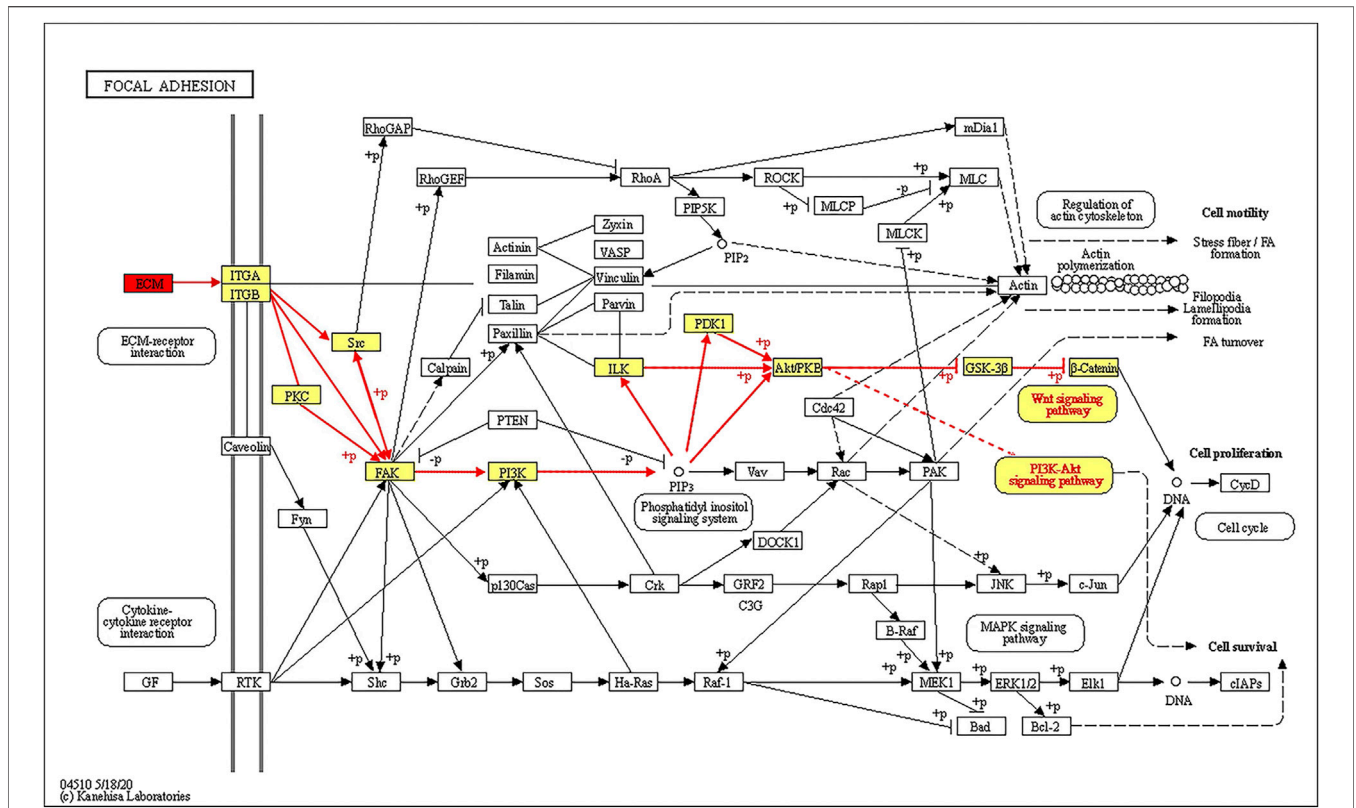 FOCAL ADHESION
RhoGAP
mDia1
+p
RhoGEF
RhoA
ROCK
+p
MLC
-p
+p
PIP5K
+p
MLCP
+p
Regulation of
actin cytoskeleton
Cell motility
Zyxin
MLCK
Actinin
VASP
PIP2
+p
Stress fiber / FA
formation
ECM
ITGA
ITGB
Filamin
Vinculin
Actin
polymerization
Actin
Talin
Parvin
Filopodia
Lamellipodia
formation
ECM-receptor
interaction
Src
Paxillin
PDK1
FA turnover
+p
+p
Calpain
ILK
+p
Akt/PKB
+p
GSK-3β
+p
β-Catenin
PKC
+p
Wnt signaling
pathway
Cdc42
PTEN
Caveolin
+p
-p
-p
FAK
PI3K
PIP3
Vav
Rac
PAK
PI3K-Akt
signaling pathway
Cell proliferation
DNA
CycD
Phosphatidyl inositol
signaling system
Fyn
DOCK1
Cell cycle
+p
p130Cas
Crk
GRF2
C3G
Rap1
JNK
+p
c-Jun
Cytokine-
cytokine receptor
interaction
B-Raf
MAPK signaling
pathway
+p
+p
Cell survival
+p
+p
+p
GF
RTK
Shc
Grb2
Sos
Ha-Ras
Raf-1
+p
MEK1
+p
ERK1/2
+p
Elk1
DNA
cIAPs
+p
+p
+p
Bad
Bcl-2
04510 5/18/20
(c) Kanehisa Laboratories